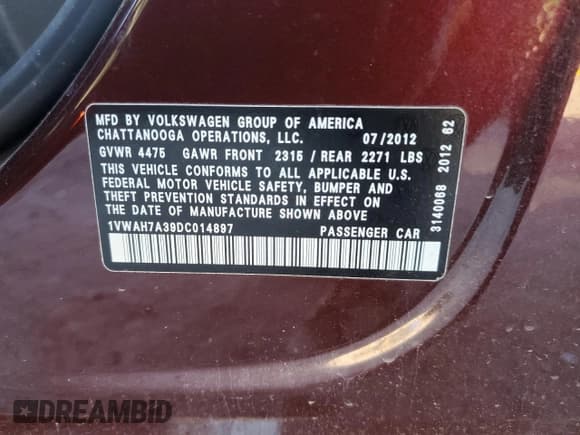 MFD BY VOLKSWAGEN GROUP OF AMERICA
CHATTANOOGA OPERATIONS, LLC. 07/2012
GVWR 4475 GAWR FRONT 2315 / REAR 2271 LBS
THIS VEHICLE CONFORMS TO ALL APPLICABLE U.S.
FEDERAL MOTOR VEHICLE SAFETY, BUMPER AND
THEFT PREVENTION STANDARDS IN EFFECT ON
THE DATE OF MANUFACTURE SHOWN ABOVE
1VWAH7A39DC014897 PASSENGER CAR
3140068 2012 62
DREAMBID